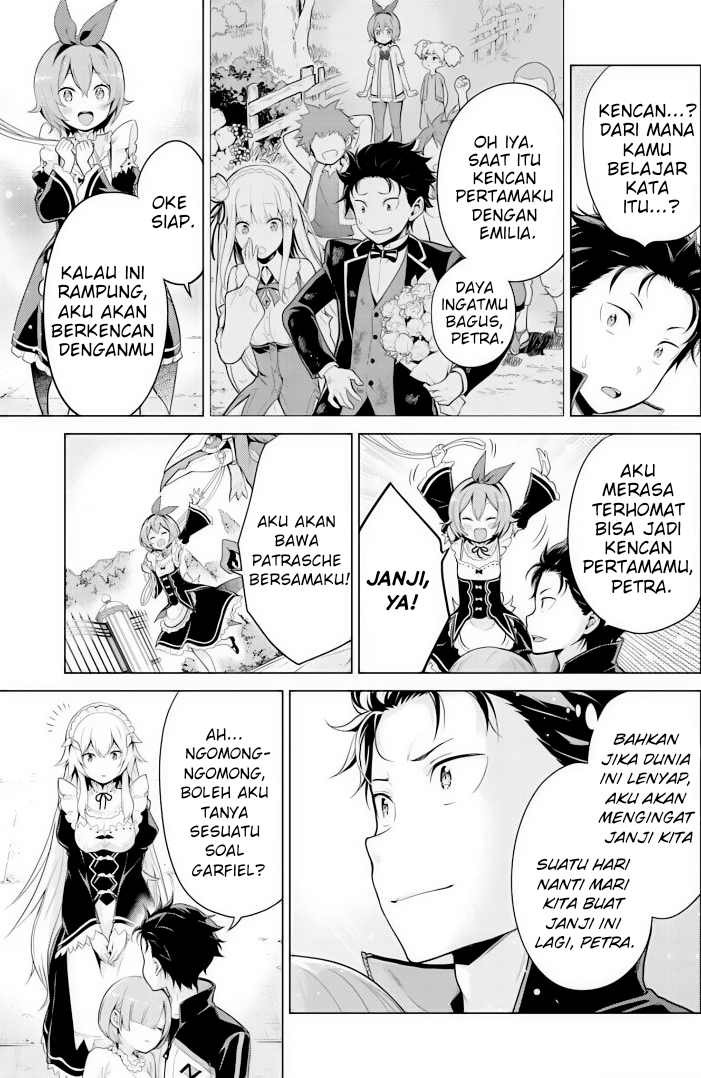 KENCAN...?
DARI MANA
KAMU
BELAJAR
KATA
ITU...?
OH IYA.
SAAT ITU
KENCAN
PERTAMAKU
DENGAN
EMILIA.
DAYA
INGATMU
BAGUS,
PETRA.
OKE
SIAP.
KALAU INI
RAMPUNG,
AKU AKAN
BERKENCAN
DENGANMU
AKU
MERASA
TERHOMAT
BISA JADI
KENCAN
PERTAMAMU,
PETRA.
JANJI,
YA!
AKU AKAN
BAWA
PATRASCHE
BERSAMAKU!
BAHKAN
JIKA DUNIA
INI LENYAP,
AKU AKAN
MENGINGAT
JANJI KITA
SUATU HARI
NANTI MARI
KITA BUAT
JANJI INI
LAGI, PETRA.
AH...
NGOMONG-
NGOMONG,
BOLEH AKU
TANYA
SESUATU
SOAL
GARFIEL?
N